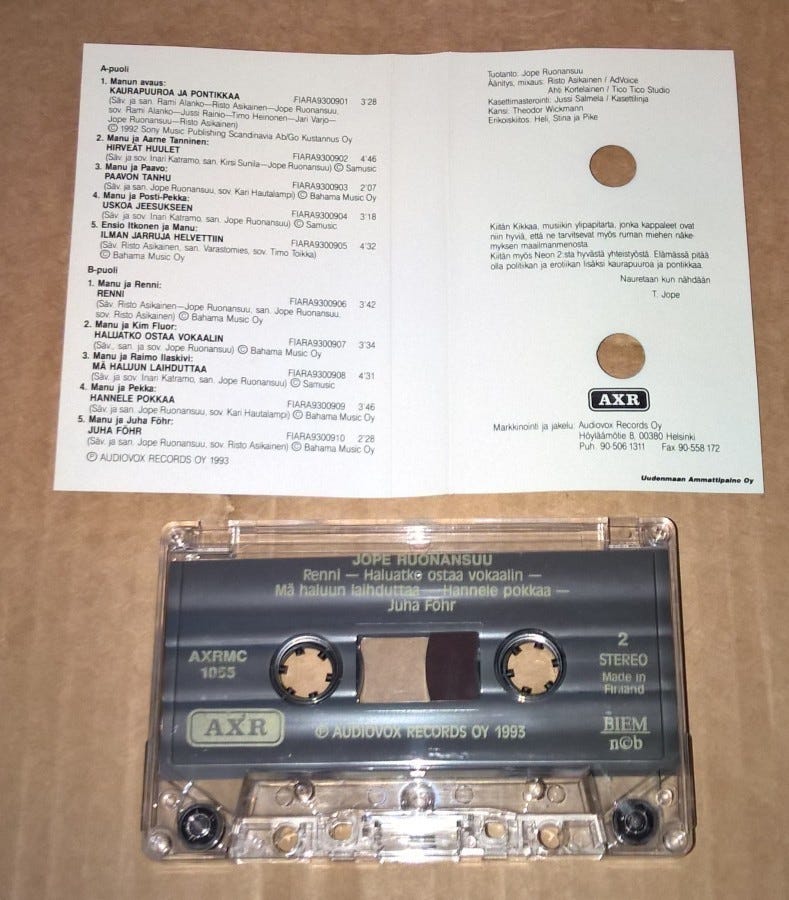 A-puoli
1. Manun avaus:
KAURAPUUROA JA PONTIKKAA FIARA9300901 3'28
(Säv. ja san. Rami Alanko—Risto Asikainen—Jope Ruonansuu,
sov. Rami Alanko—Jussi Rainio—Timo Heinonen—Jari Varjo—
Jope Ruonansuu—Risto Asikainen)
© 1992 Sony Music Publishing Scandinavia Ab/Go Kustannus Oy
2. Manu ja Aarne Tanninen:
HIRVEÄT HUULET FIARA9300902 4'46
(Säv. ja sov. Inari Katramo, san. Kirsi Sunila—Jope Ruonansuu) © Samusic
3. Manu ja Paavo:
PAAVON TANHU FIARA9300903 2'07
(Säv. ja san. Jope Ruonansuu, sov. Kari Hautalampi) © Bahama Music Oy
4. Manu ja Posti-Pekka:
USKOA JEESUKSEEN FIARA9300904 3'18
(Säv. ja sov. Inari Katramo, san. Jope Ruonansuu) © Samusic
5. Ensio Itkonen ja Manu:
ILMAN JARRUJA HELVETTIIN FIARA9300905 4'32
(Säv. Risto Asikainen, san. Varastomies, sov. Timo Toikka)
© Bahama Music Oy
B-puoli
1. Manu ja Renni:
RENNI FIARA9300906 3'42
(Säv. Risto Asikainen—Jope Ruonansuu, san. Jope Ruonansuu,
sov. Risto Asikainen) © Bahama Music Oy
2. Manu ja Kim Fluor:
HALUATKO OSTAA VOKAALIN FIARA9300907 3'34
(Säv., san. ja sov. Jope Ruonansuu) © Bahama Music Oy
3. Manu ja Raimo Ilaskivi:
MÄ HALUUN LAIHDUTTAA FIARA9300908 4'31
(Säv. ja sov. Inari Katramo, san. Jope Ruonansuu) © Samusic
4. Manu ja Pekka:
HANNELE POKKAA FIARA9300909 3'46
(Säv. ja san. Jope Ruonansuu, sov. Kari Hautalampi) © Bahama Music Oy
5. Manu ja Juha Föhr:
JUHA FÖHR FIARA9300910 2'28
(Säv. ja san. Jope Ruonansuu, sov. Risto Asikainen) © Bahama Music Oy
℗ AUDIOVOX RECORDS OY 1993
Tuotanto: Jope Ruonansuu
Äänitys, mixaus: Risto Asikainen / AdVoice
Ahti Kortelainen / Tico Tico Studio
Kasettimasterointi: Jussi Salmela / Kasettilinja
Kansi: Theodor Wickmann
Erikoiskiitos: Heli, Stina ja Pike
Kiitän Kikkaa, musiikin ylipapitarta, jonka kappaleet ovat
niin hyviä, että ne tarvitsevat myös ruman miehen näke-
myksen maailmanmenosta.
Kiitän myös Neon 2:sta hyvästä yhteistyöstä. Elämässä pitää
olla politiikan ja erotiikan lisäksi kaurapuuroa ja pontikkaa.
Nauretaan kun nähdään
T. Jope
AXR
Markkinointi ja jakelu: Audiovox Records Oy
Höyläämötie 8, 00380 Helsinki
Puh. 90-506 1311 Fax 90-558 172
Uudenmaan Ammattipaino Oy
JOPE RUONANSUU
Renni — Haluatko ostaa vokaalin —
Mä haluun laihduttaa — Hannele pokkaa —
Juha Föhr
AXRMC
1055
AXR
2
STEREO
Made in
Finland
BIEM
n©b
℗ AUDIOVOX RECORDS OY 1993